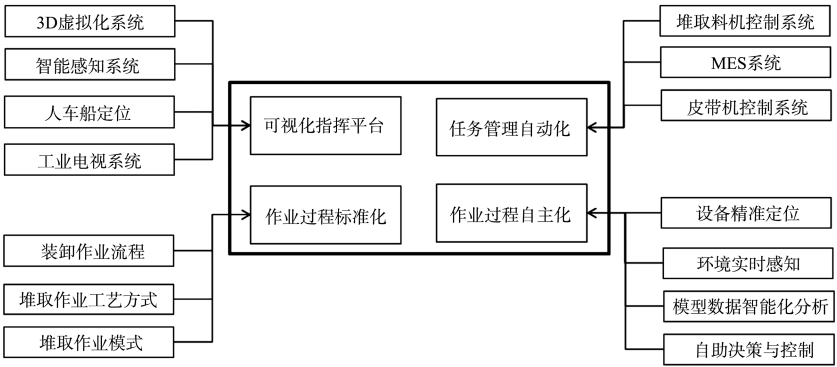 3D虚拟化系统
智能感知系统
人车船定位
工业电视系统
可视化指挥平台
任务管理自动化
堆取料机控制系统
MES系统
皮带机控制系统
作业过程标准化
作业过程自主化
装卸作业流程
堆取作业工艺方式
堆取作业模式
设备精准定位
环境实时感知
模型数据智能化分析
自助决策与控制